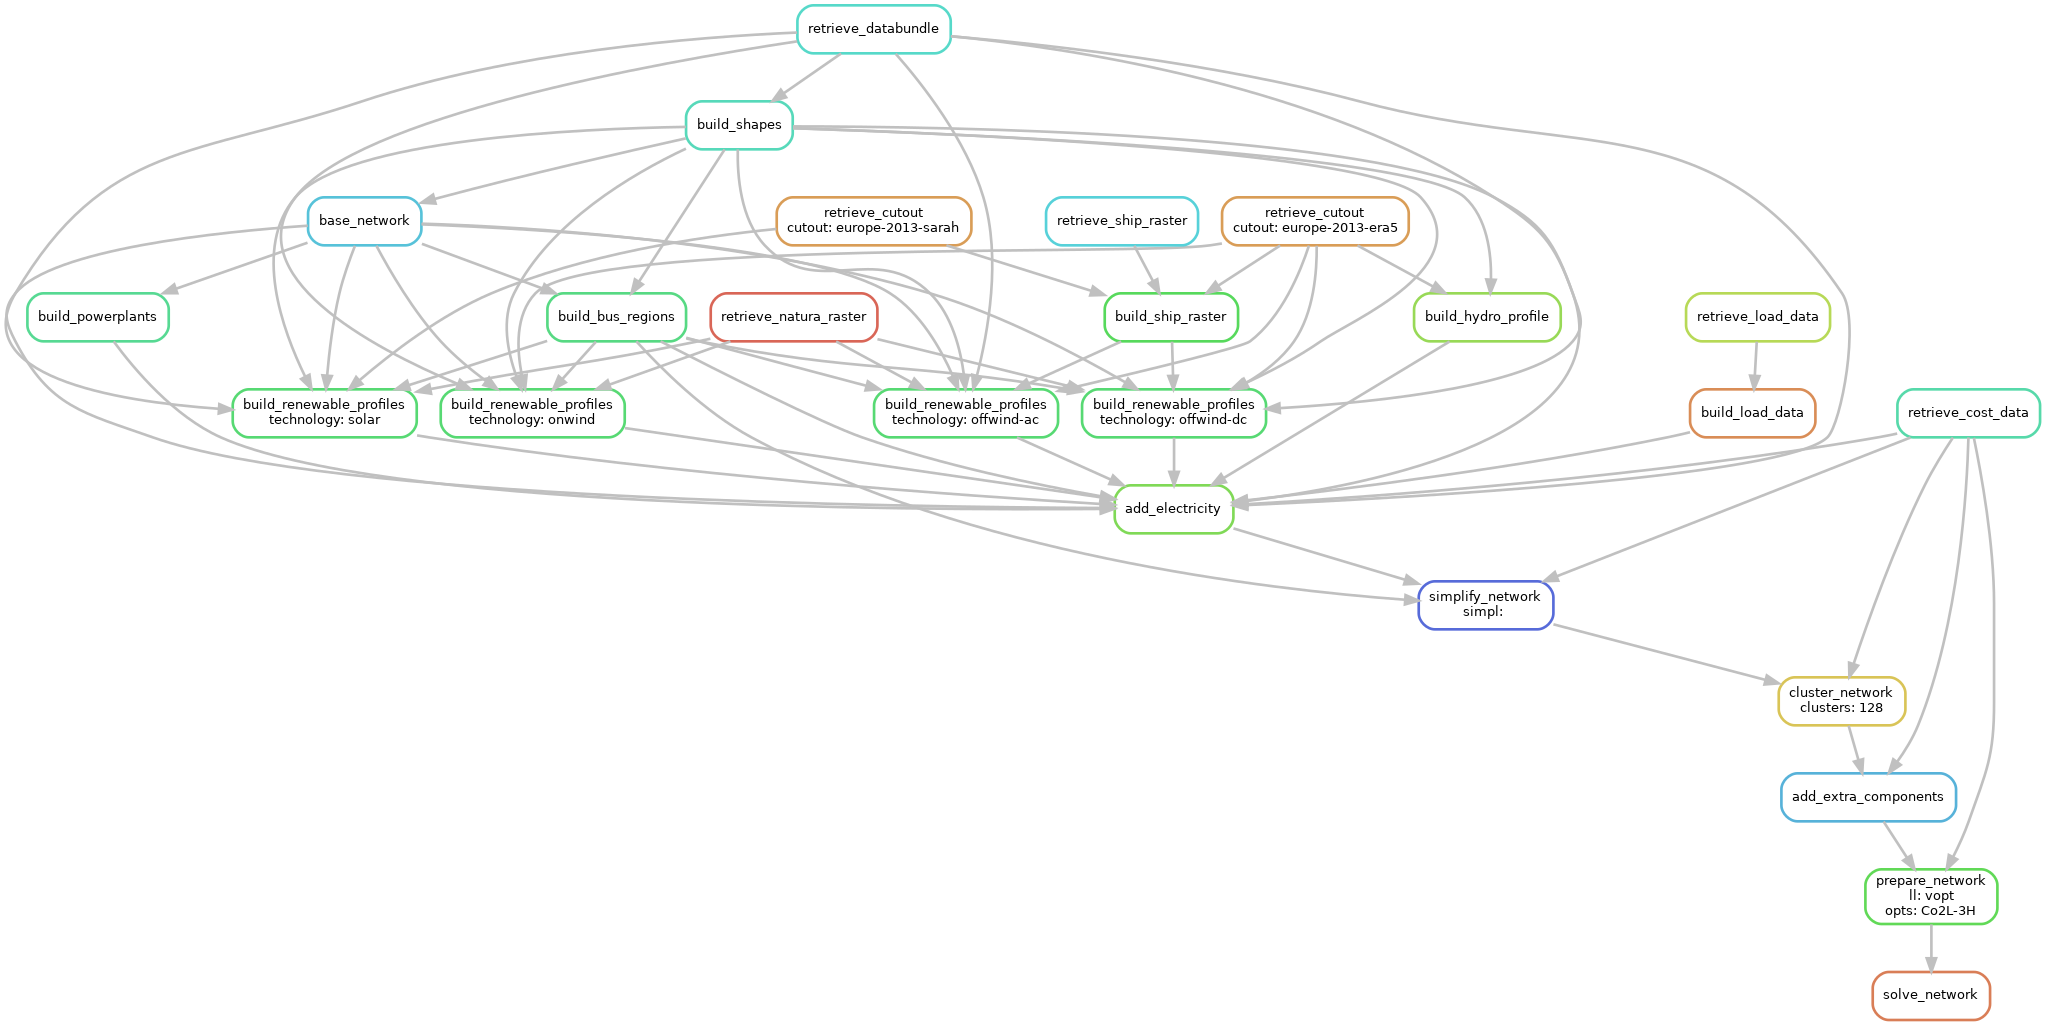 retrieve_databundle
build_shapes
base_network
retrieve_cutout
cutout: europe-2013-sarah
retrieve_ship_raster
retrieve_cutout
cutout: europe-2013-era5
build_powerplants
build_bus_regions
retrieve_natura_raster
build_ship_raster
build_hydro_profile
retrieve_load_data
build_renewable_profiles
technology: solar
build_renewable_profiles
technology: onwind
build_renewable_profiles
technology: offwind-ac
build_renewable_profiles
technology: offwind-dc
build_load_data
retrieve_cost_data
add_electricity
simplify_network
simpl:
cluster_network
clusters: 128
add_extra_components
prepare_network
ll: vopt
opts: Co2L-3H
solve_network